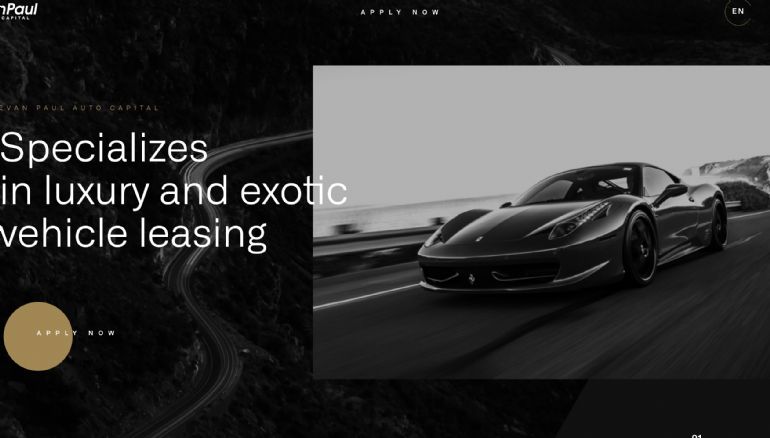 nPaul
CAPITAL
APPLY NOW
EN
EVAN PAUL AUTO CAPITAL
Specializes
in luxury and exotic
vehicle leasing
APPLY NOW
01